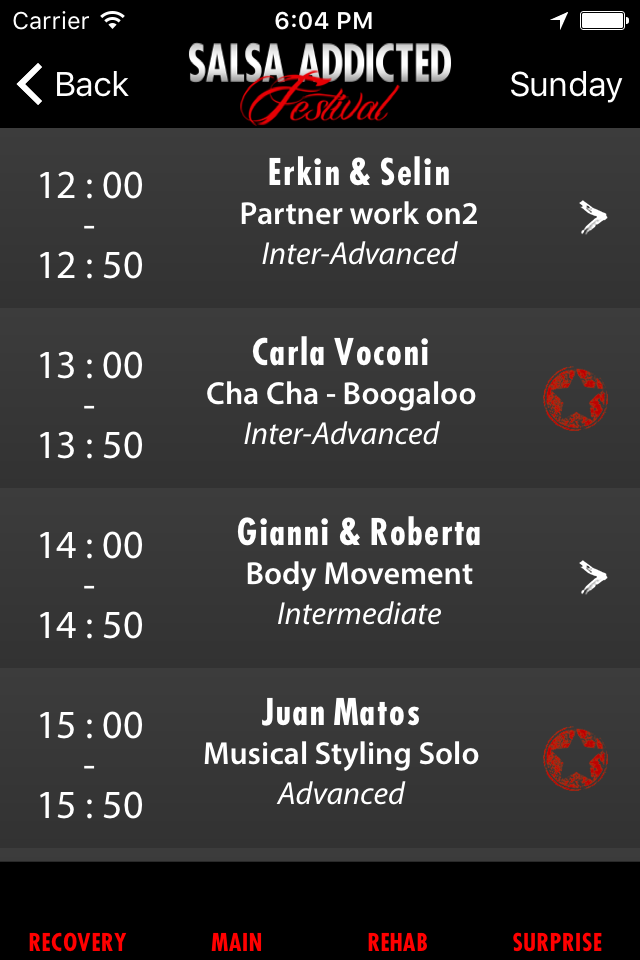 Carrier 6:04 PM
SALSA ADDICTED
Festival
Back Sunday
12 : 00
-
12 : 50
Erkin & Selin
Partner work on2
Inter-Advanced
13 : 00
-
13 : 50
Carla Voconi
Cha Cha - Boogaloo
Inter-Advanced
14 : 00
-
14 : 50
Gianni & Roberta
Body Movement
Intermediate
15 : 00
-
15 : 50
Juan Matos
Musical Styling Solo
Advanced
RECOVERY MAIN REHAB SURPRISE